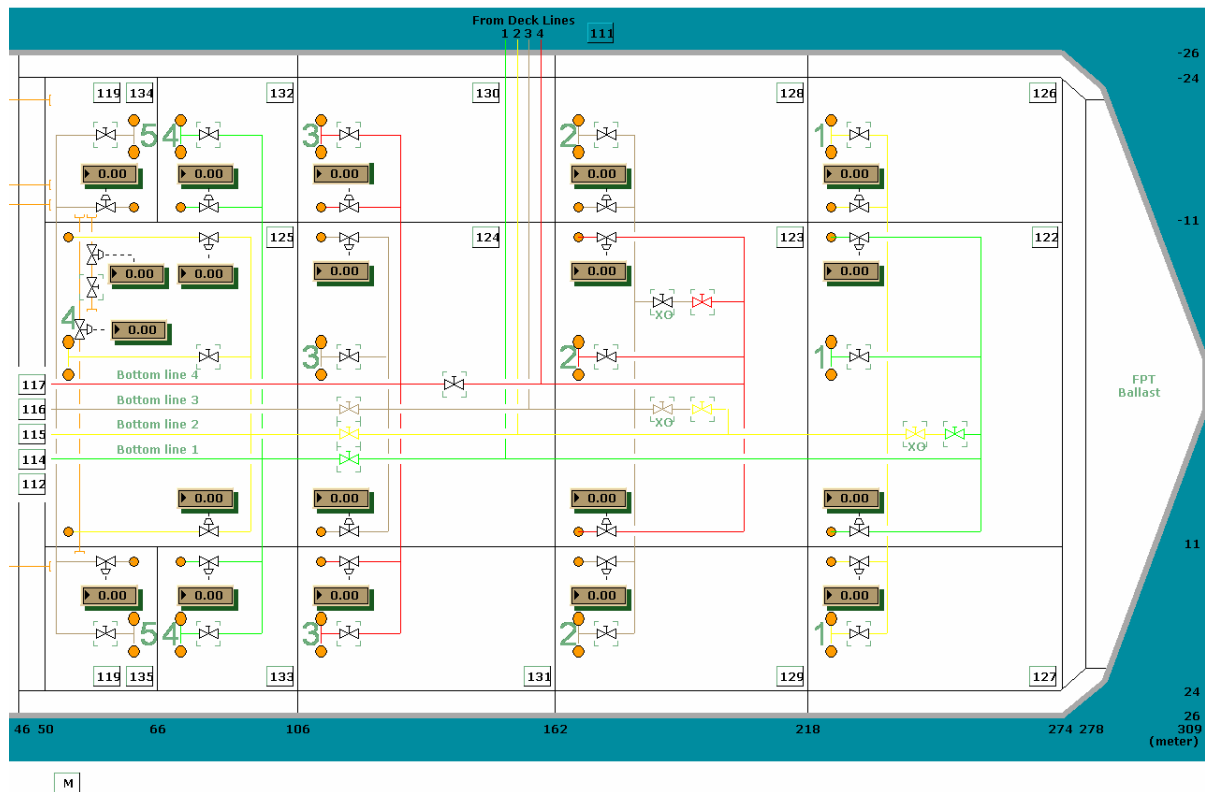 From Deck Lines
1 2 3 4 111
-26
-24
119 134 132 130 128 126
5 4 3 2 1
0.00 0.00 0.00 0.00 0.00
-11
125 124 123 122
0.00 0.00 0.00 0.00 0.00
XO
4 0.00
3 2 1
117 Bottom line 4
FPT
Ballast
116 Bottom line 3
XO
115 Bottom line 2
XO
114 Bottom line 1
112
0.00 0.00 0.00 0.00
11
0.00 0.00 0.00 0.00 0.00
5 4 3 2 1
119 135 133 131 129 127
24
26
46 50 66 106 162 218 274 278 309
(meter)
M